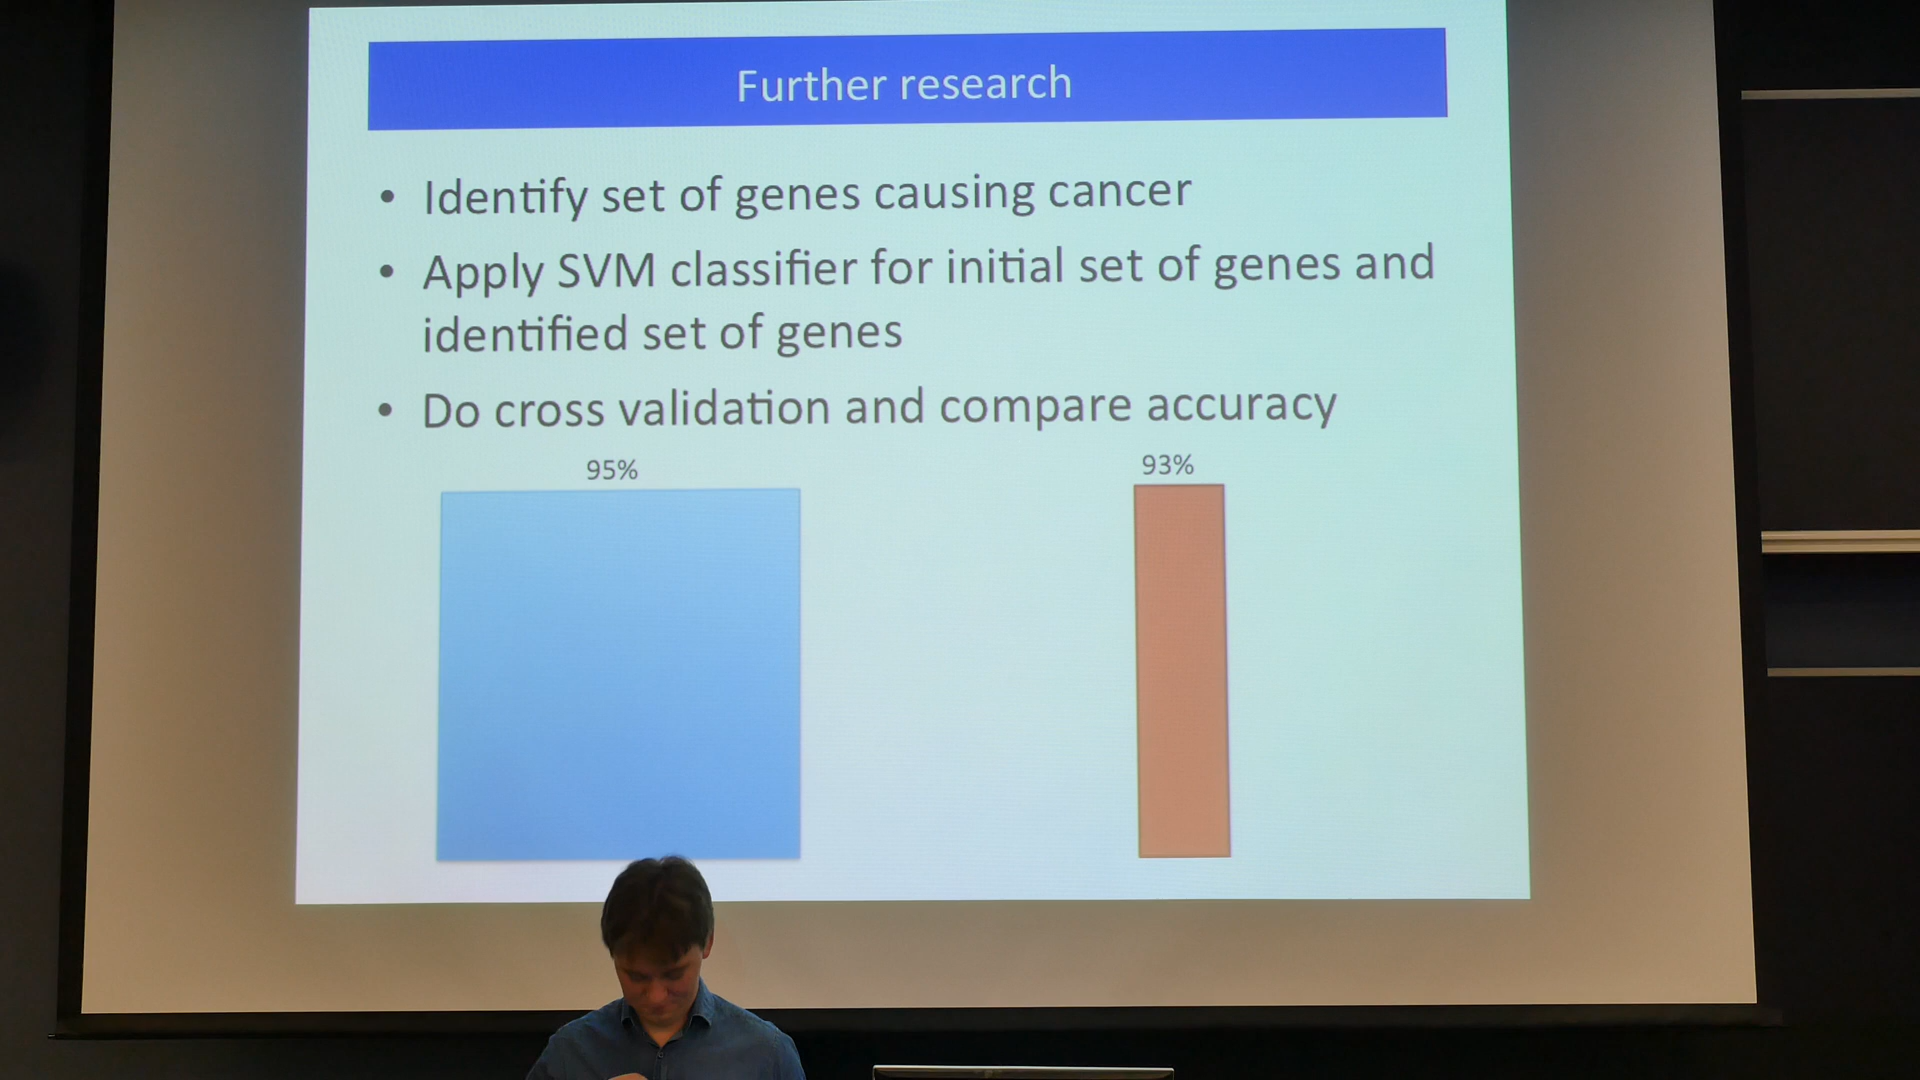 Further research
• Identify set of genes causing cancer
• Apply SVM classifier for initial set of genes and
identified set of genes
• Do cross validation and compare accuracy
95%
93%